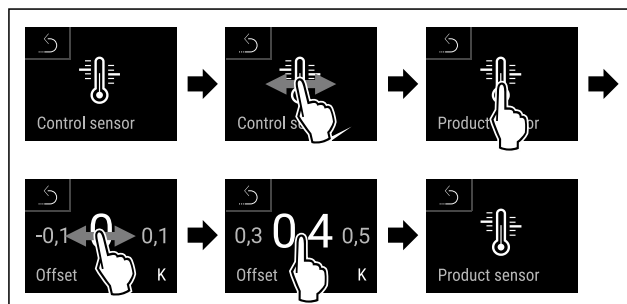 Control sensor
Control s
Product or
-0,1 0 0,1
Offset K
0,3 0,4 0,5
Offset K
Product sensor